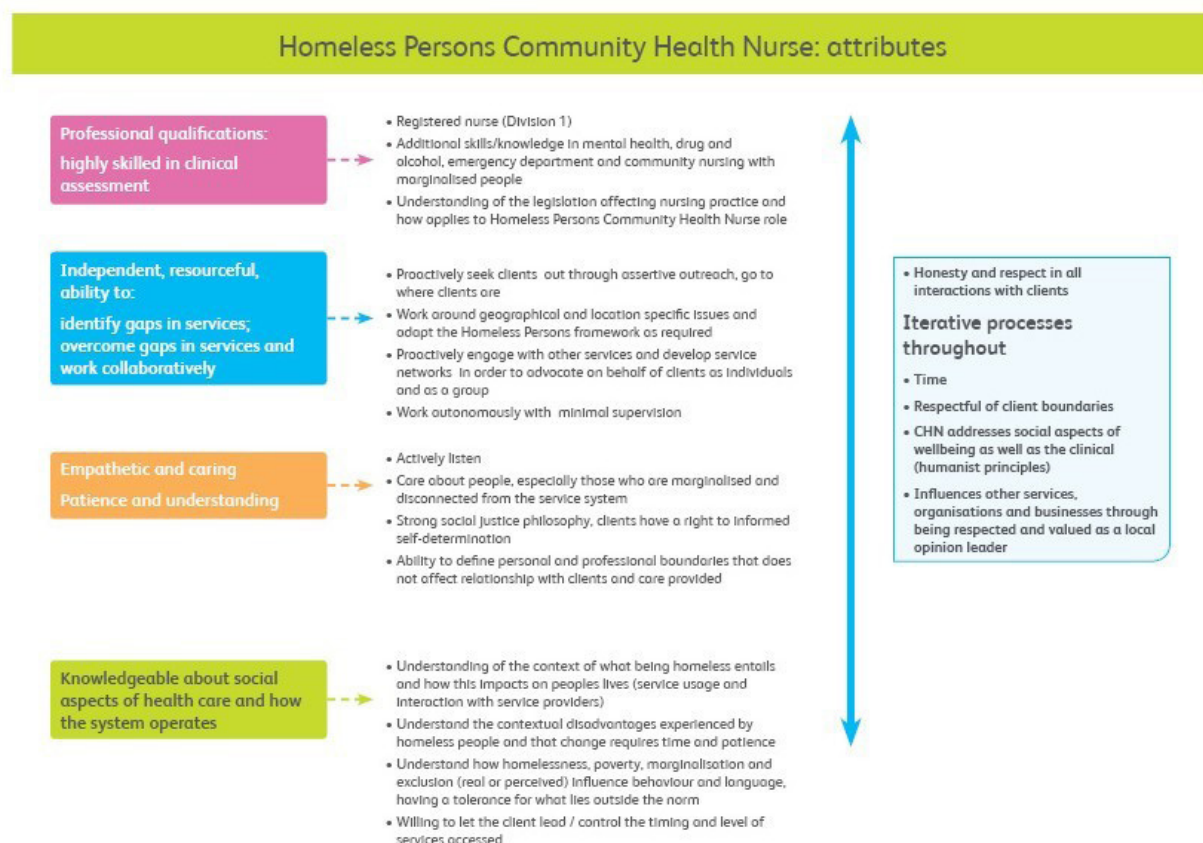 Homeless Persons Community Health Nurse: attributes
Professional qualifications:
highly skilled in clinical
assessment
• Registered nurse (Division 1)
• Additional skills/knowledge in mental health, drug and
alcohol, emergency department and community nursing with
marginalised people
• Understanding of the legislation affecting nursing practice and
how applies to Homeless Persons Community Health Nurse role
Independent, resourceful,
ability to:
identify gaps in services;
overcome gaps in services and
work collaboratively
• Proactively seek clients out through assertive outreach, go to
where clients are
• Work around geographical and location specific issues and
adapt the Homeless Persons framework as required
• Proactively engage with other services and develop service
networks in order to advocate on behalf of clients as individuals
and as a group
• Work autonomously with minimal supervision
Empathetic and caring
Patience and understanding
• Actively listen
• Care about people, especially those who are marginalised and
disconnected from the service system
• Strong social justice philosophy, clients have a right to informed
self-determination
• Ability to define personal and professional boundaries that does
not affect relationship with clients and care provided
Knowledgeable about social
aspects of health care and how
the system operates
• Understanding of the context of what being homeless entails
and how this impacts on peoples lives (service usage and
interaction with service providers)
• Understand the contextual disadvantages experienced by
homeless people and that change requires time and patience
• Understand how homelessness, poverty, marginalisation and
exclusion (real or perceived) influence behaviour and language,
having a tolerance for what lies outside the norm
• Willing to let the client lead / control the timing and level of
services accessed
• Honesty and respect in all
interactions with clients
Iterative processes
throughout
• Time
• Respectful of client boundaries
• CHN addresses social aspects of
wellbeing as well as the clinical
(humanist principles)
• Influences other services,
organisations and businesses through
being respected and valued as a local
opinion leader